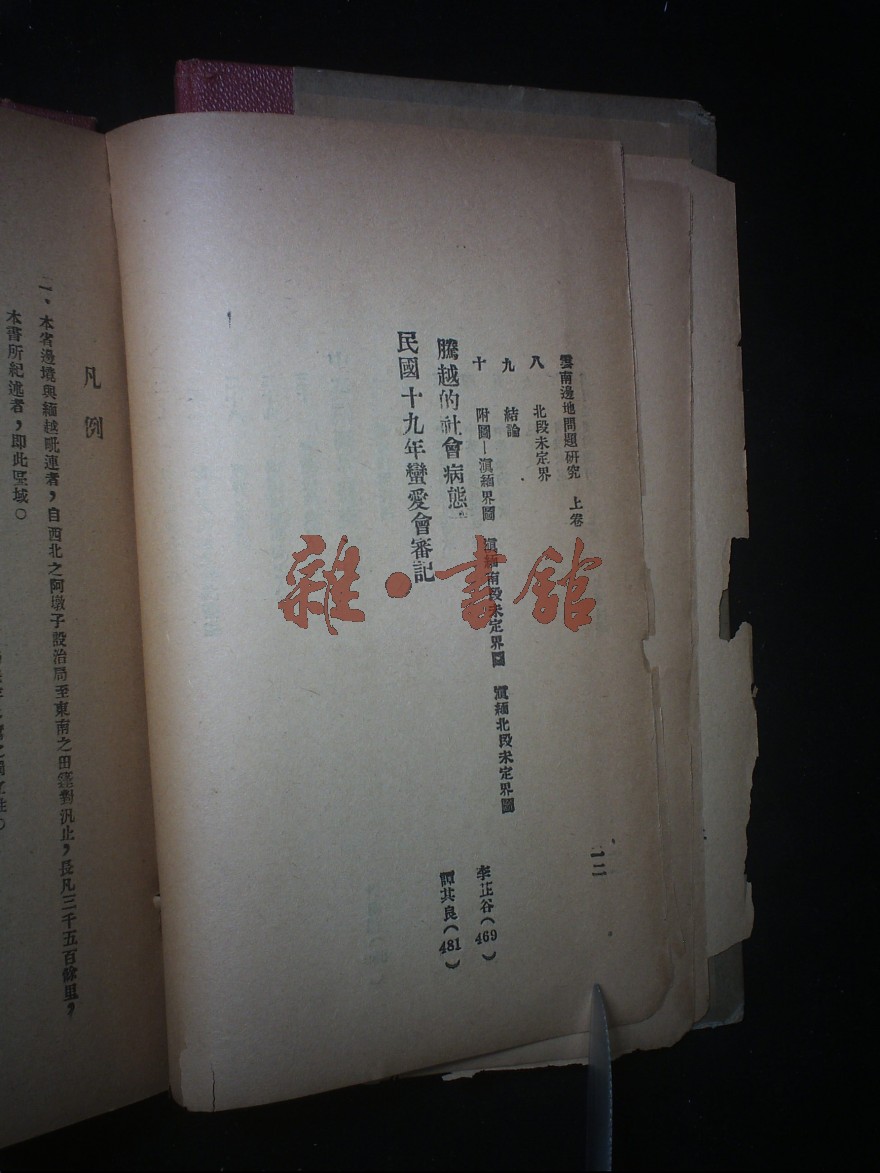 雲南邊地問題研究 上卷
一二
八 北段未定界
九 結論
十 附圖—滇緬界圖 滇緬南段未定界圖 滇緬北段未定界圖
騰越的社會病態 李正谷(469)
民國十九年蠻愛會審記 譚其良(481)
雜·書館
凡例
一、本省邊境與緬越毗連者,自西北之阿墩子設治局至東南之田蓬對汛止,長凡三千五百餘里,
本書所紀述者,即此區域。